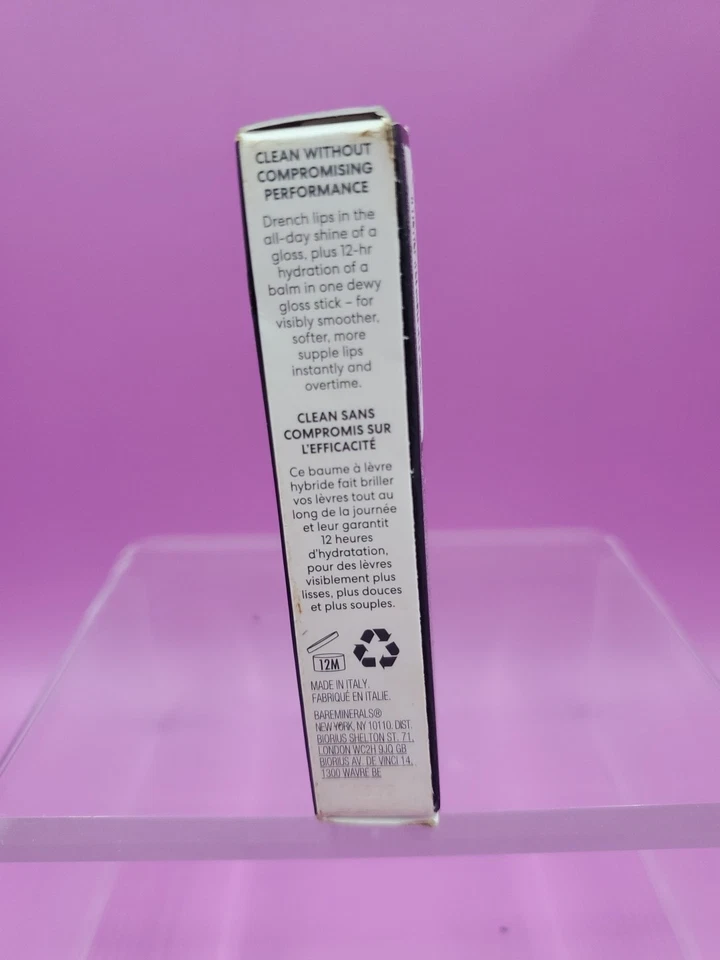 CLEAN WITHOUT
COMPROMISING
PERFORMANCE
Drench lips in the
all-day shine of a
gloss, plus 12-hr
hydration of a
balm in one dewy
gloss stick – for
visibly smoother,
softer, more
supple lips
instantly and
overtime.
CLEAN SANS
COMPROMIS SUR
L'EFFICACITÉ
Ce baume à lèvre
hybride fait briller
vos lèvres tout au
long de la journée
et leur garantit
12 heures
d'hydratation,
pour des lèvres
visiblement plus
lisses, plus douces
et plus souples.
12M
MADE IN ITALY.
FABRIQUÉ EN ITALIE.
BAREMINERALS®
NEW YORK, NY 10110. DIST.
BIORIUS SHELTON ST. 71,
LONDON WC2H 9JQ GB
BIORIUS AV. DE VINCI 14,
1300 WAVRE BE